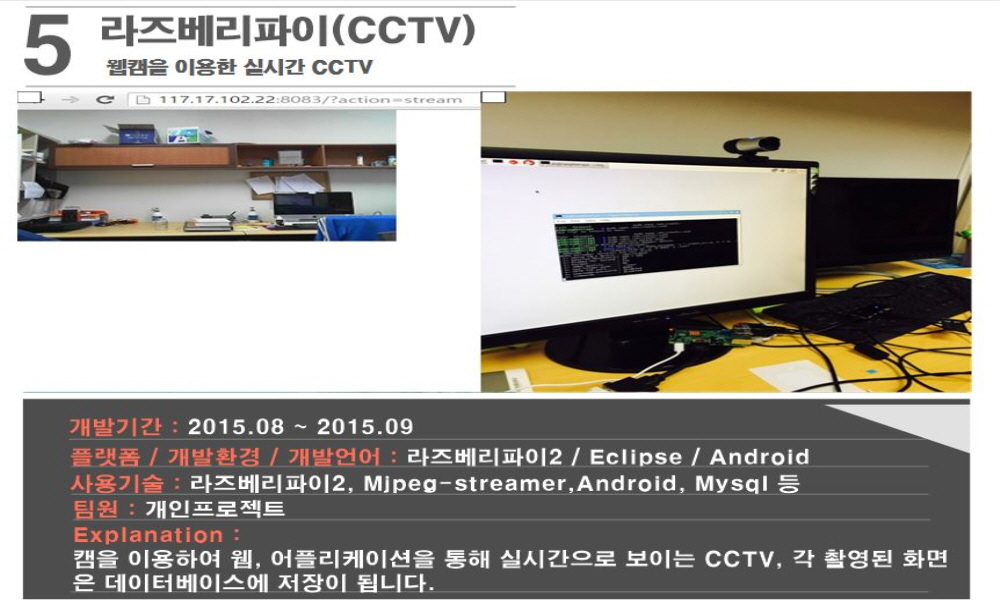 5
라즈베리파이(CCTV)
웹캠을 이용한 실시간 CCTV
117.17.102.22:8083/?action=stream
개발기간 : 2015.08 ~ 2015.09
플랫폼 / 개발환경 / 개발언어 : 라즈베리파이2 / Eclipse / Android
사용기술 : 라즈베리파이2, Mjpeg-streamer,Android, Mysql 등
팀원 : 개인프로젝트
Explanation :
캠을 이용하여 웹, 어플리케이션을 통해 실시간으로 보이는 CCTV, 각 촬영된 화면
은 데이터베이스에 저장이 됩니다.